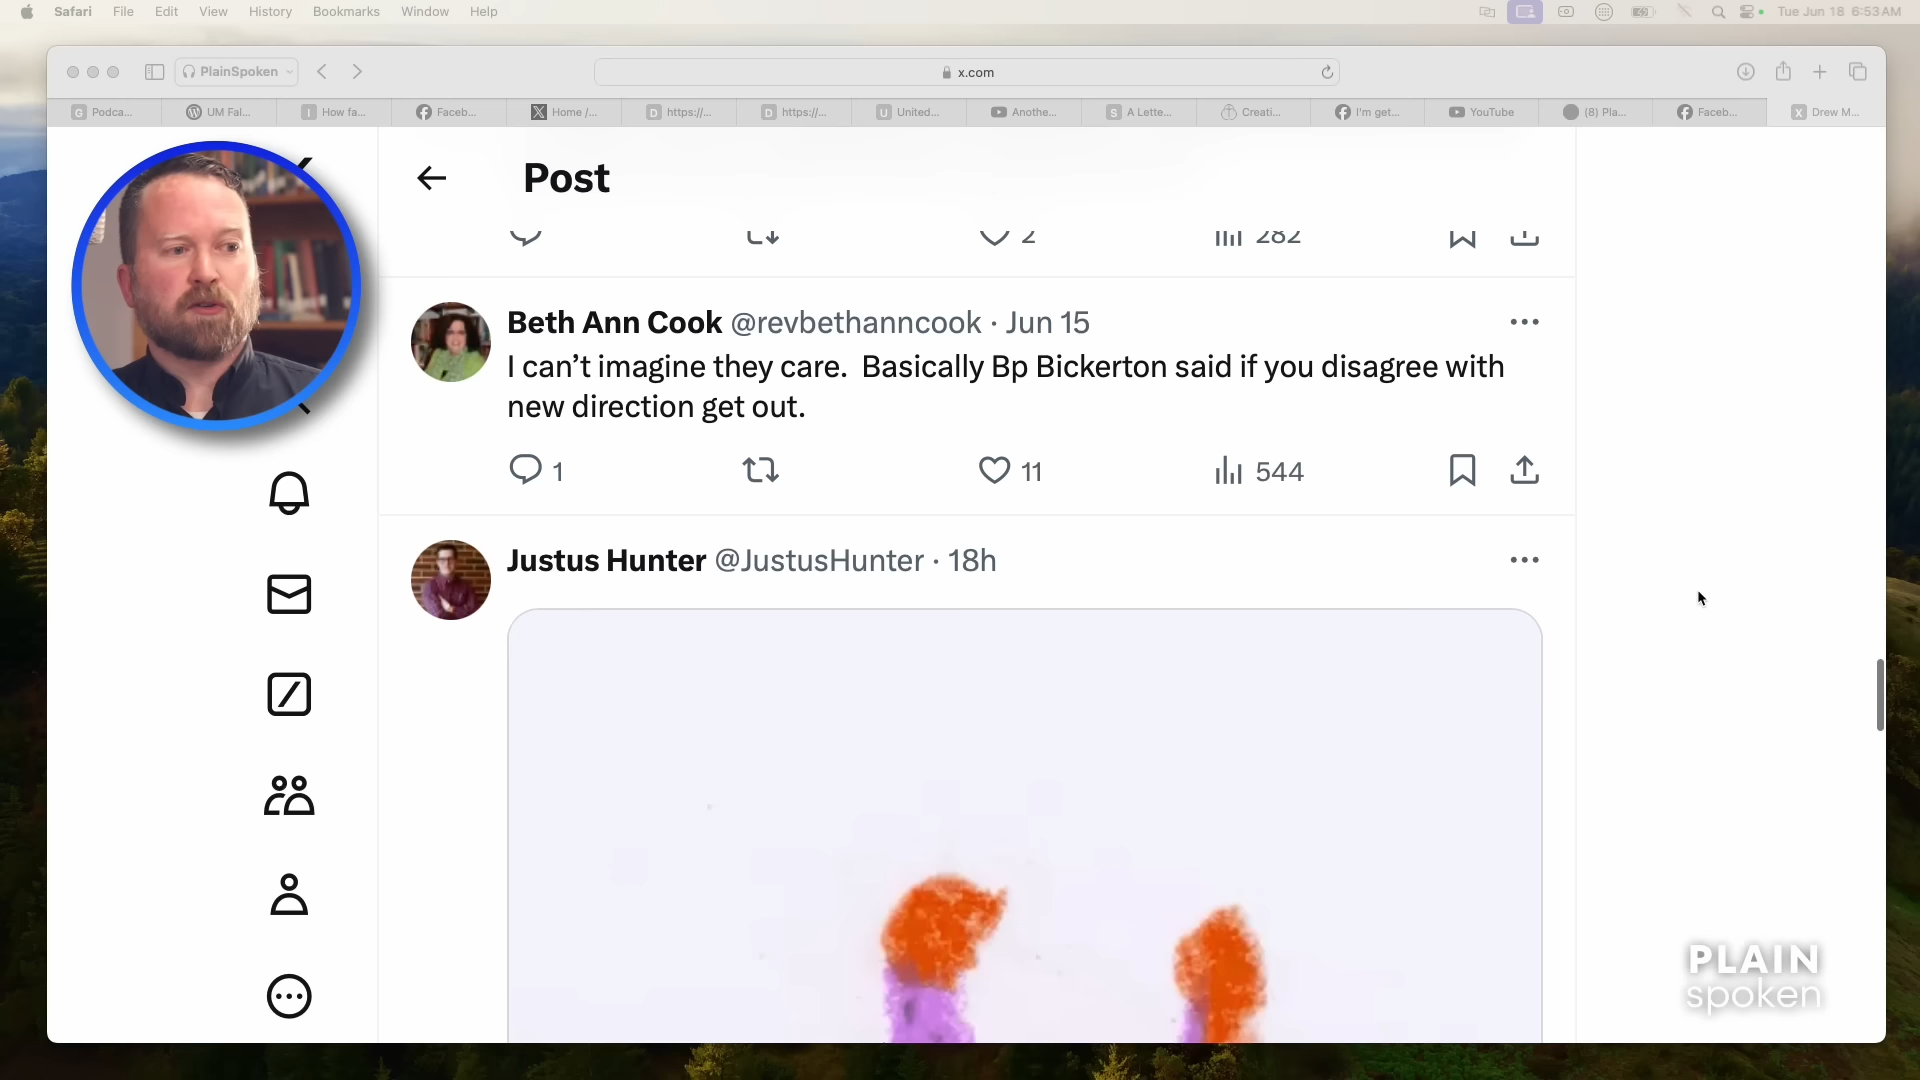 Safari File Edit View History Bookmarks Window Help Tue Jun 18 6:53 AM
PlainSpoken x.com
Podca... UM Fal... How fa... Faceb... Home /... https://... https://... United... Anothe... A Lette... Creati... I'm get... YouTube (8) Pla... Faceb... Drew M...
Post
2 282
Beth Ann Cook @revbethanncook · Jun 15
I can’t imagine they care. Basically Bp Bickerton said if you disagree with
new direction get out.
1 11 544
Justus Hunter @JustusHunter · 18h
PLAIN
spoken